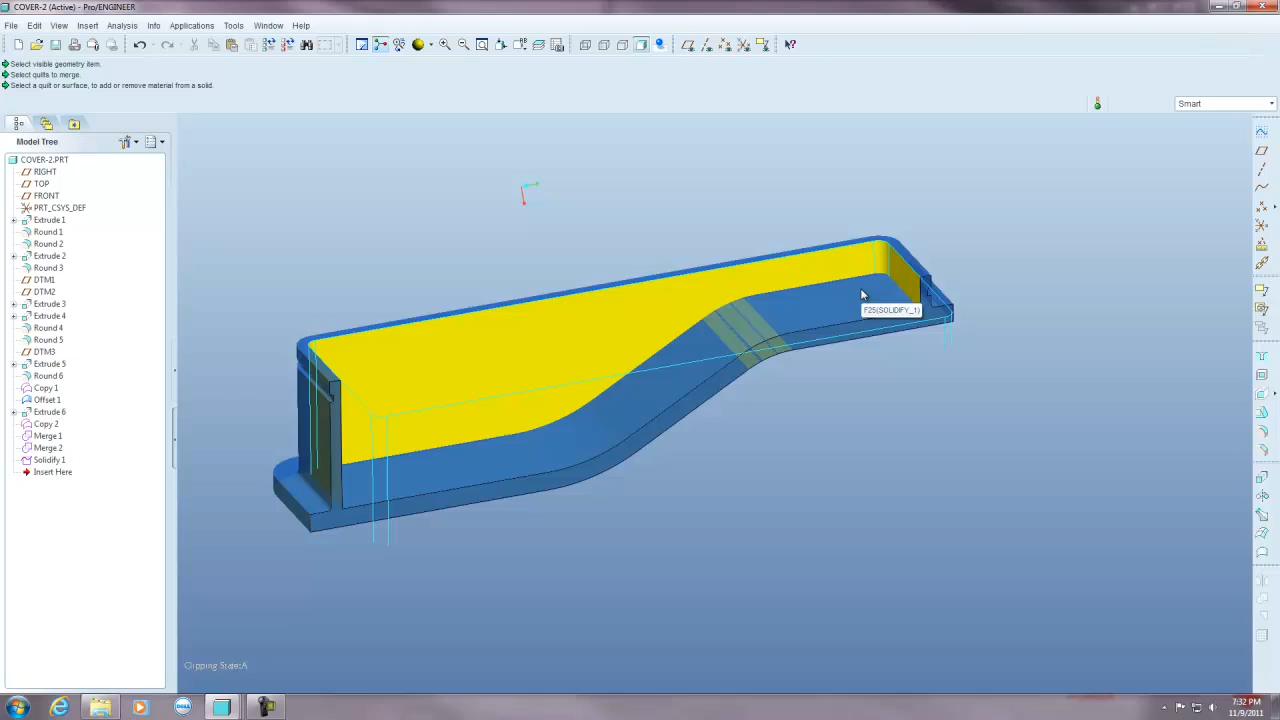 COVER-2 (Active) - Pro/ENGINEER
File Edit View Insert Analysis Info Applications Tools Window Help
Select visible geometry item.
Select quilts to merge.
Select a quilt or surface, to add or remove material from a solid.
Smart
Model Tree
COVER-2.PRT
RIGHT
TOP
FRONT
PRT_CSYS_DEF
Extrude 1
Round 1
Round 2
Extrude 2
Round 3
DTM1
DTM2
Extrude 3
Extrude 4
Round 4
Round 5
DTM3
Extrude 5
Round 6
Copy 1
Offset 1
Extrude 6
Copy 2
Merge 1
Merge 2
Solidify 1
Insert Here
F25(SOLIDIFY_1)
Clipping State:A
7:32 PM
11/9/2011